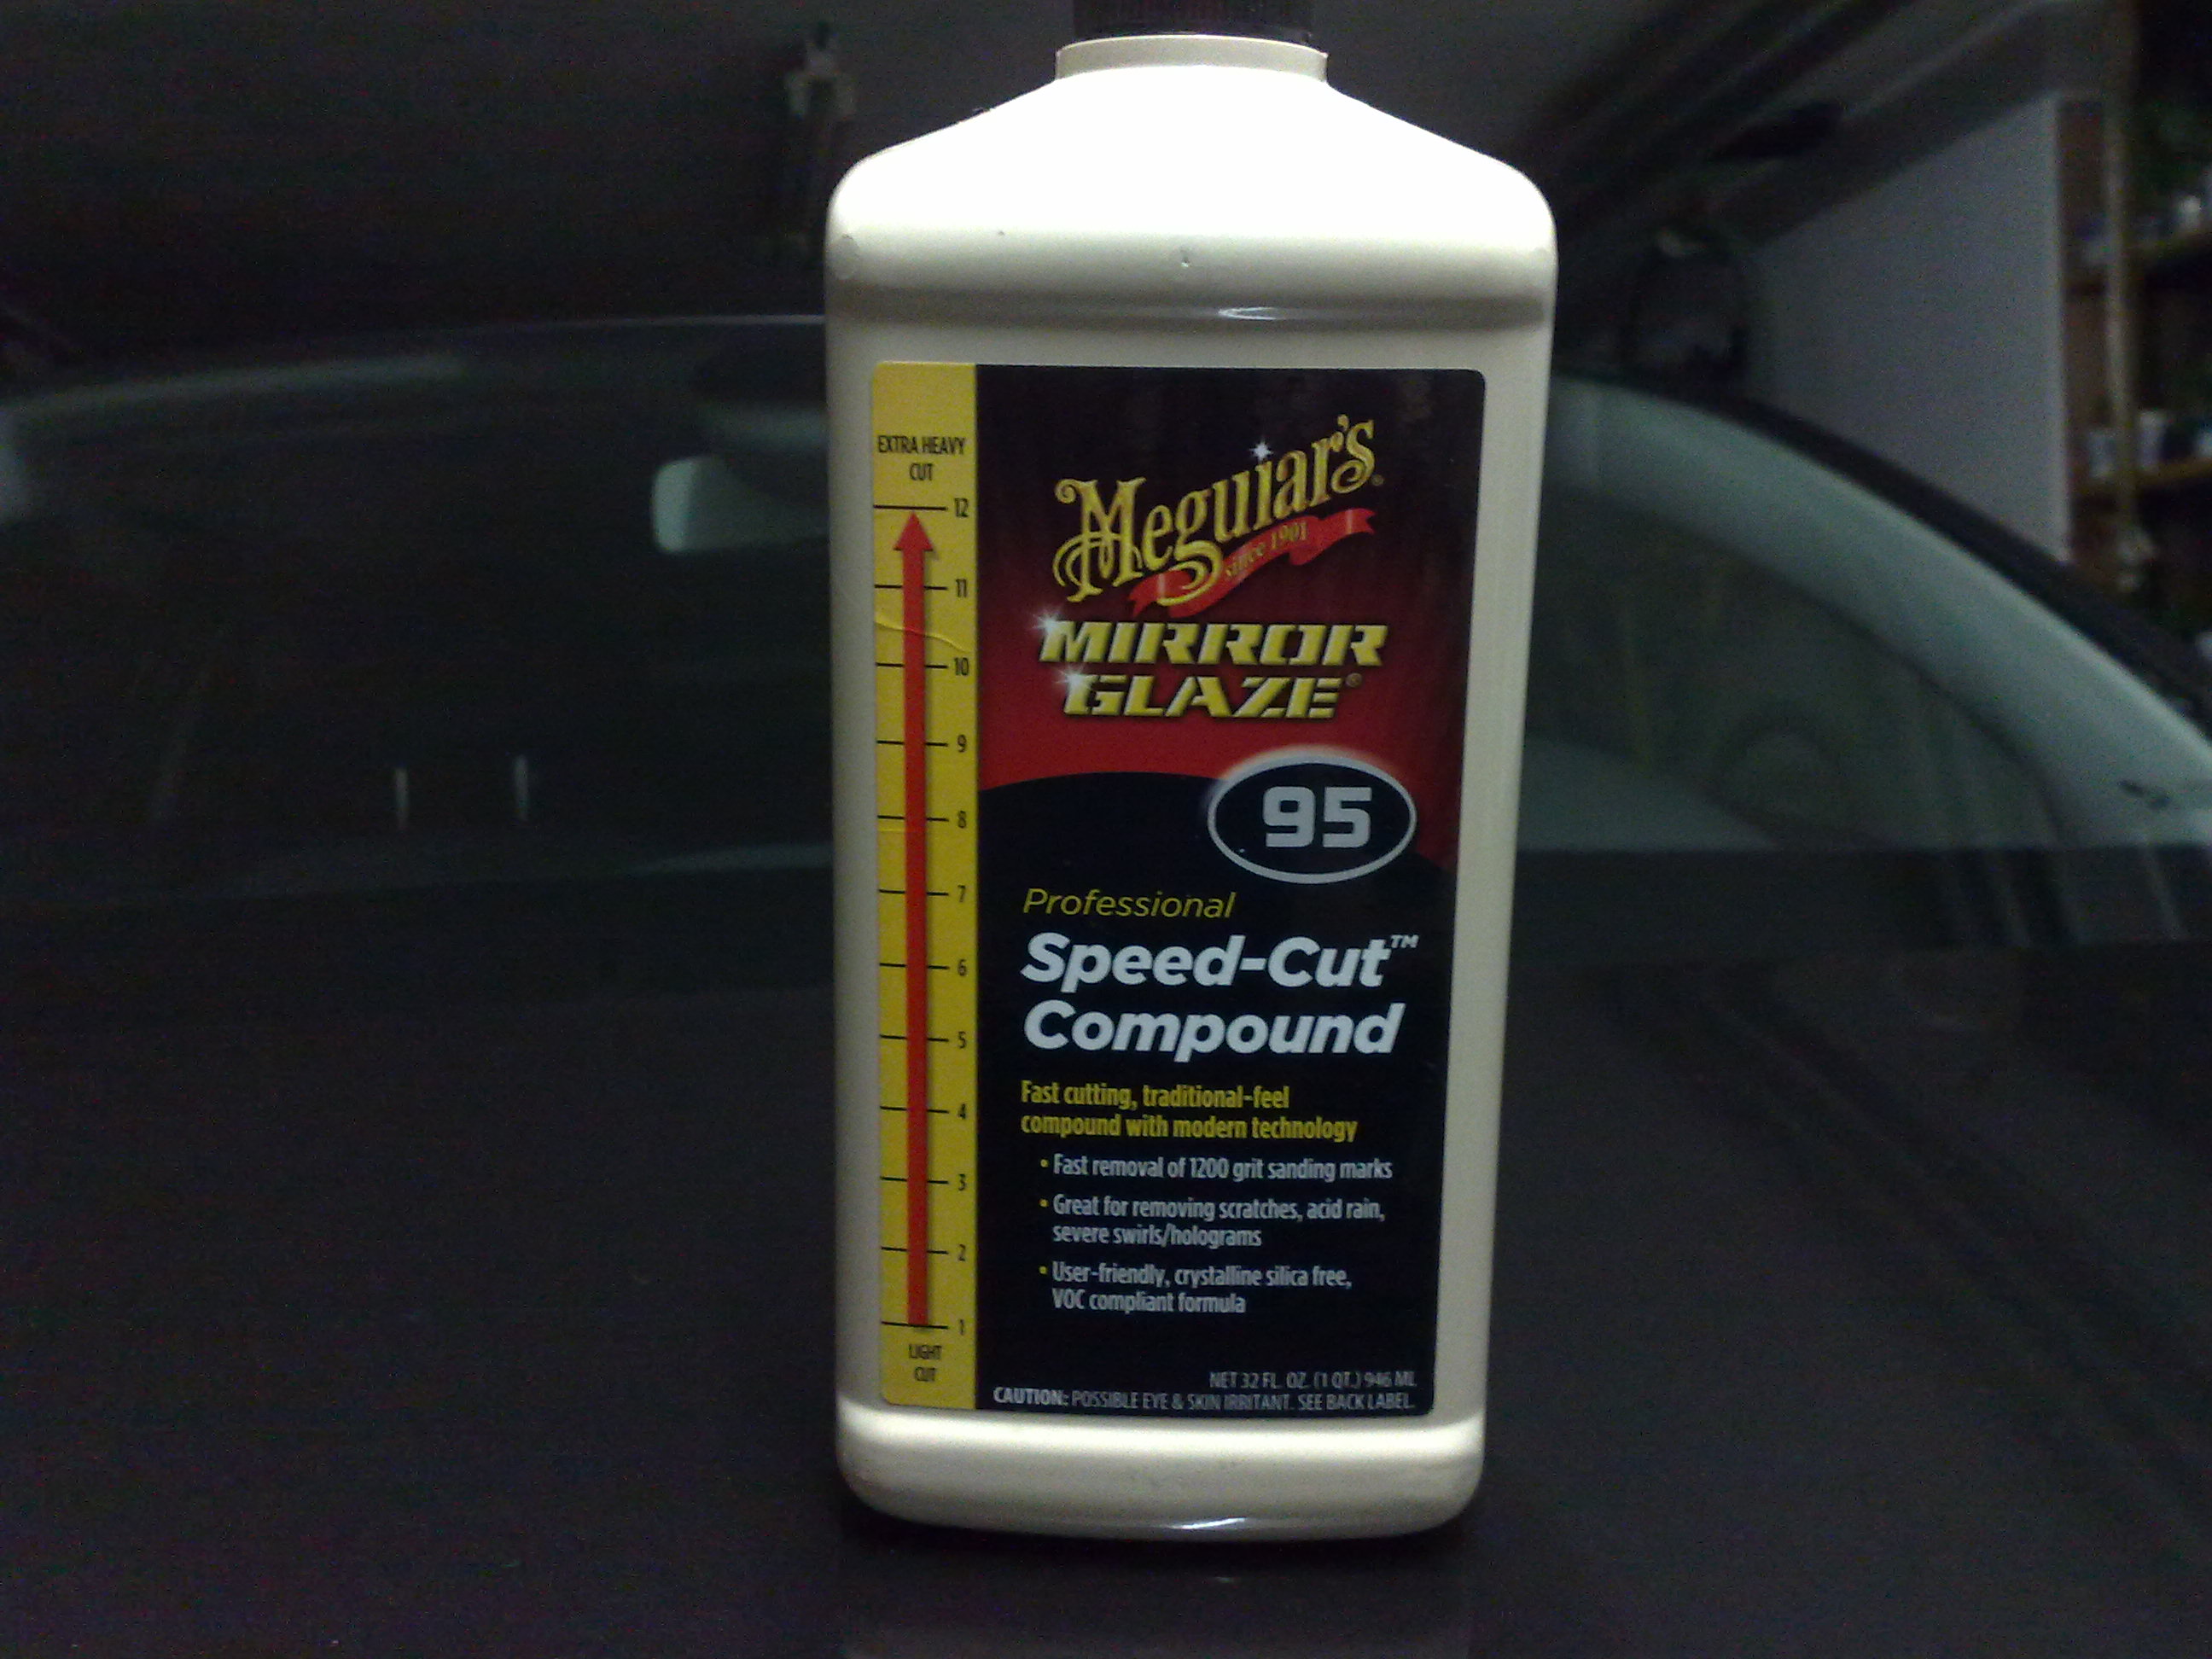 EXTRA HEAVY
CUT
12
11
10
9
8
7
6
5
4
3
2
1
LIGHT
CUT
Meguiar's®
since 1901
MIRROR
GLAZE®
95
Professional
Speed-Cut™
Compound
Fast cutting, traditional-feel
compound with modern technology
• Fast removal of 1200 grit sanding marks
• Great for removing scratches, acid rain,
severe swirls/holograms
• User-friendly, crystalline silica free,
VOC compliant formula
NET 32 FL. OZ. (1 QT.) 946 ML
CAUTION: POSSIBLE EYE & SKIN IRRITANT. SEE BACK LABEL.